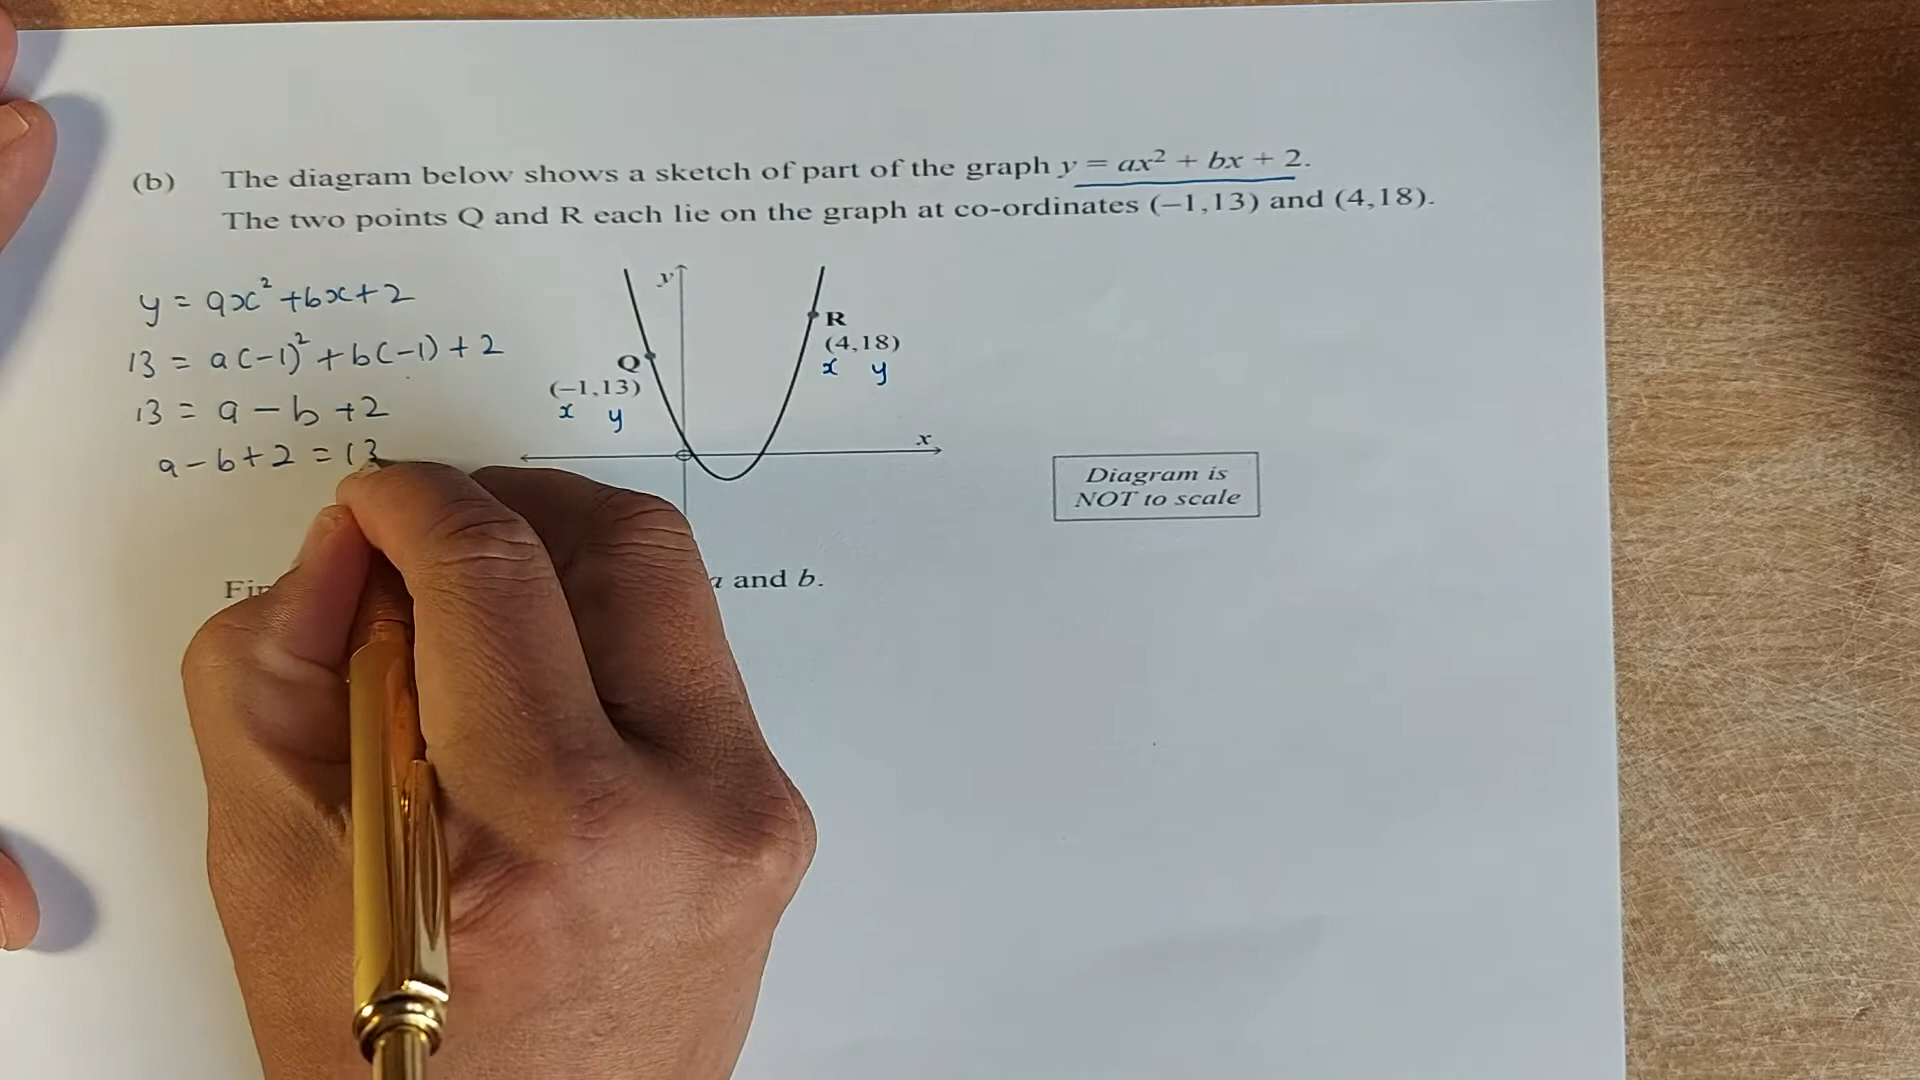 (b) The diagram below shows a sketch of part of the graph y = ax² + bx + 2.
The two points Q and R each lie on the graph at co-ordinates (−1,13) and (4,18).
y = ax² + bx + 2
13 = a(-1)² + b(-1) + 2
13 = a - b + 2
a - b + 2 = 13
y
R
(4,18)
x y
Q
(−1,13)
x y
x
Diagram is
NOT to scale
and b.